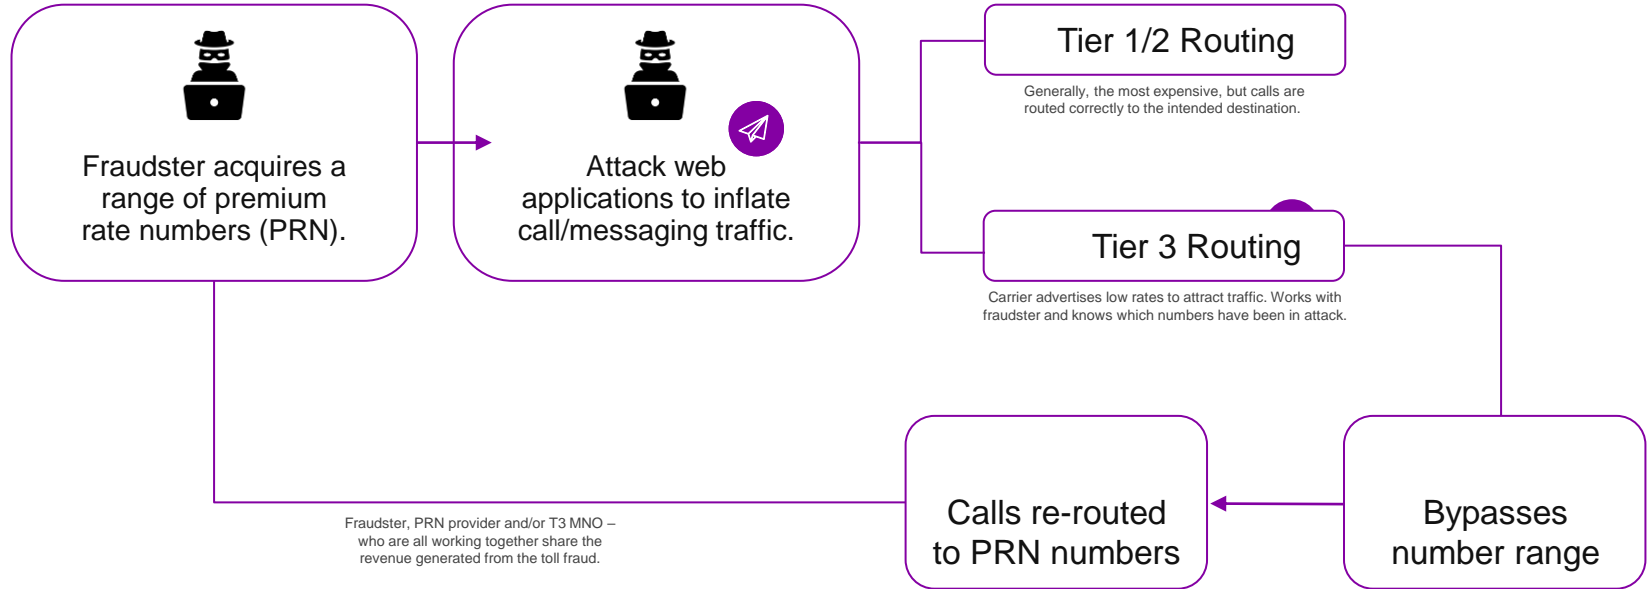 Fraudster acquires a
range of premium
rate numbers (PRN).
Attack web
applications to inflate
call/messaging traffic.
Tier 1/2 Routing
Generally, the most expensive, but calls are
routed correctly to the intended destination.
Tier 3 Routing
Carrier advertises low rates to attract traffic. Works with
fraudster and knows which numbers have been in attack.
Bypasses
number range
Calls re-routed
to PRN numbers
Fraudster, PRN provider and/or T3 MNO –
who are all working together share the
revenue generated from the toll fraud.